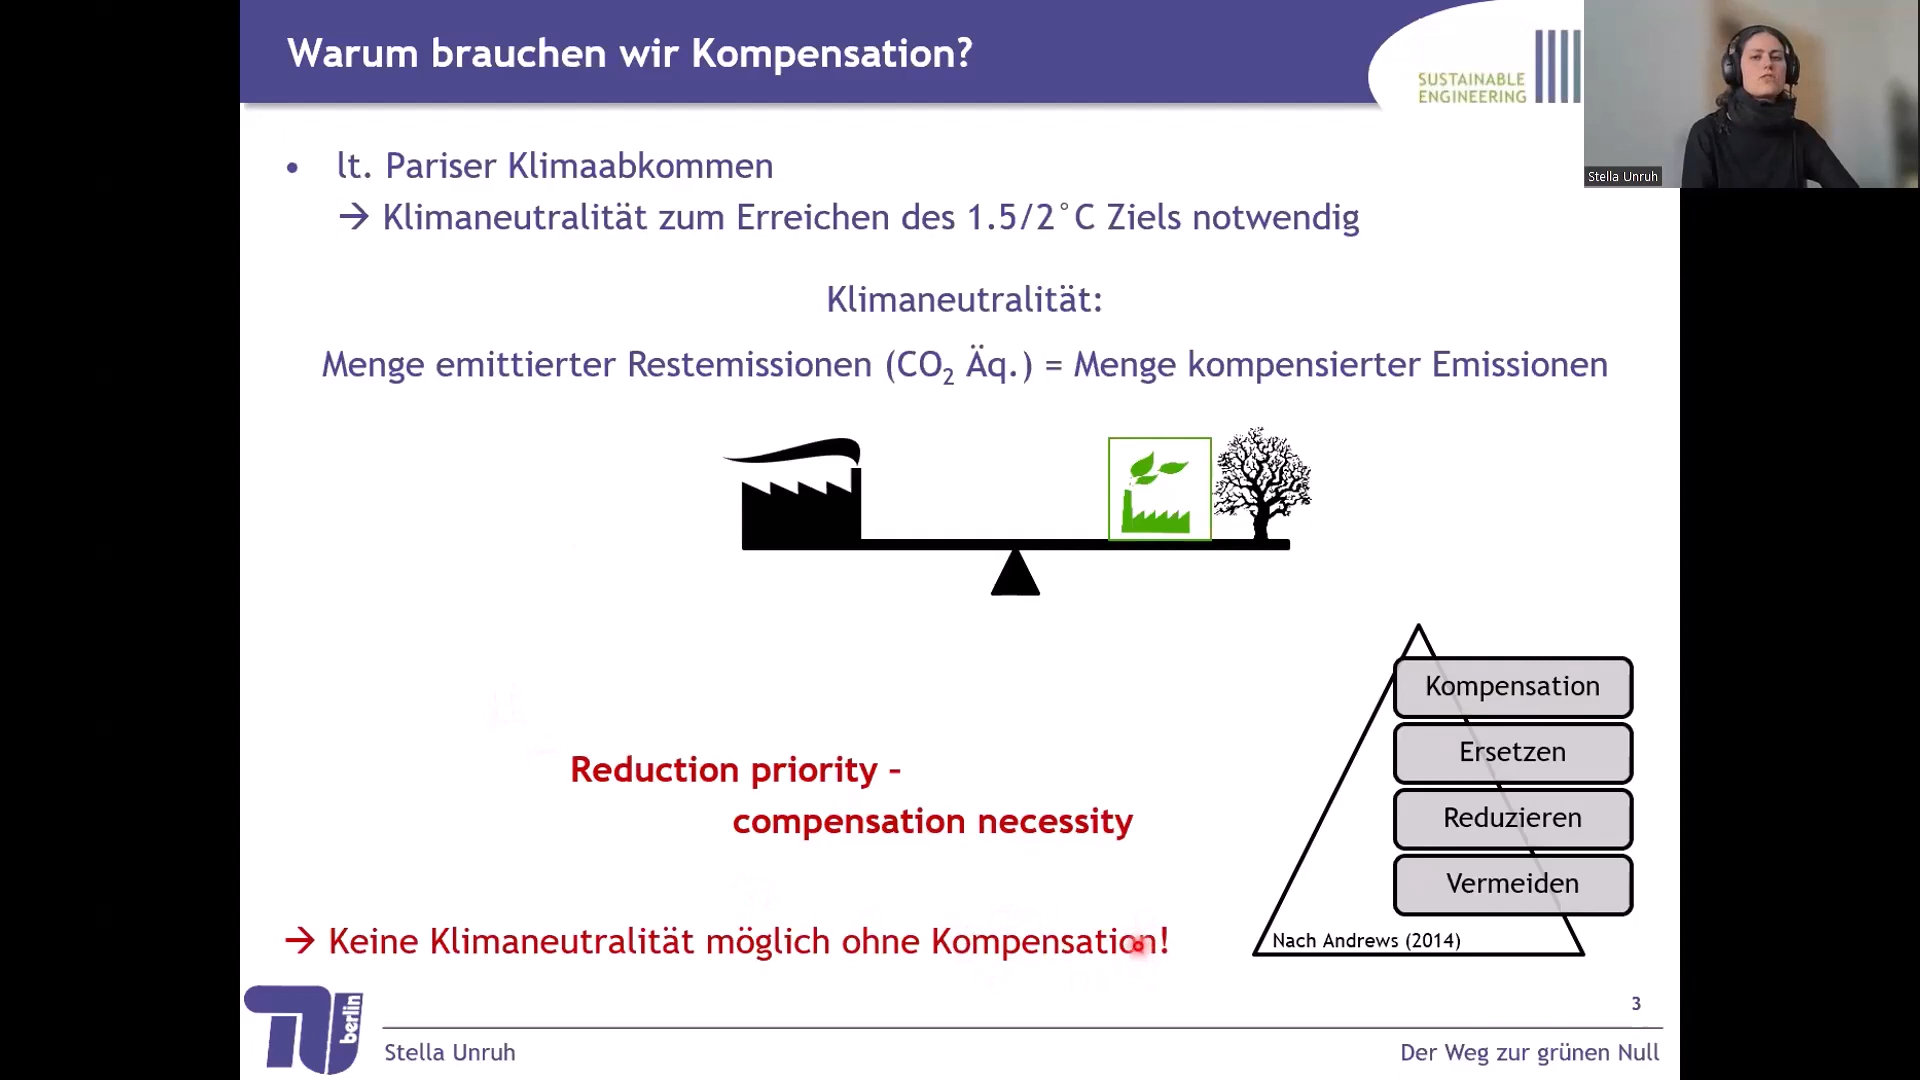 Warum brauchen wir Kompensation?
SUSTAINABLE
ENGINEERING
Stella Unruh
• lt. Pariser Klimaabkommen
→ Klimaneutralität zum Erreichen des 1.5/2°C Ziels notwendig
Klimaneutralität:
Menge emittierter Restemissionen (CO₂ Äq.) = Menge kompensierter Emissionen
Kompensation
Ersetzen
Reduzieren
Vermeiden
Nach Andrews (2014)
Reduction priority –
compensation necessity
→ Keine Klimaneutralität möglich ohne Kompensation!
3
TU berlin
Stella Unruh
Der Weg zur grünen Null